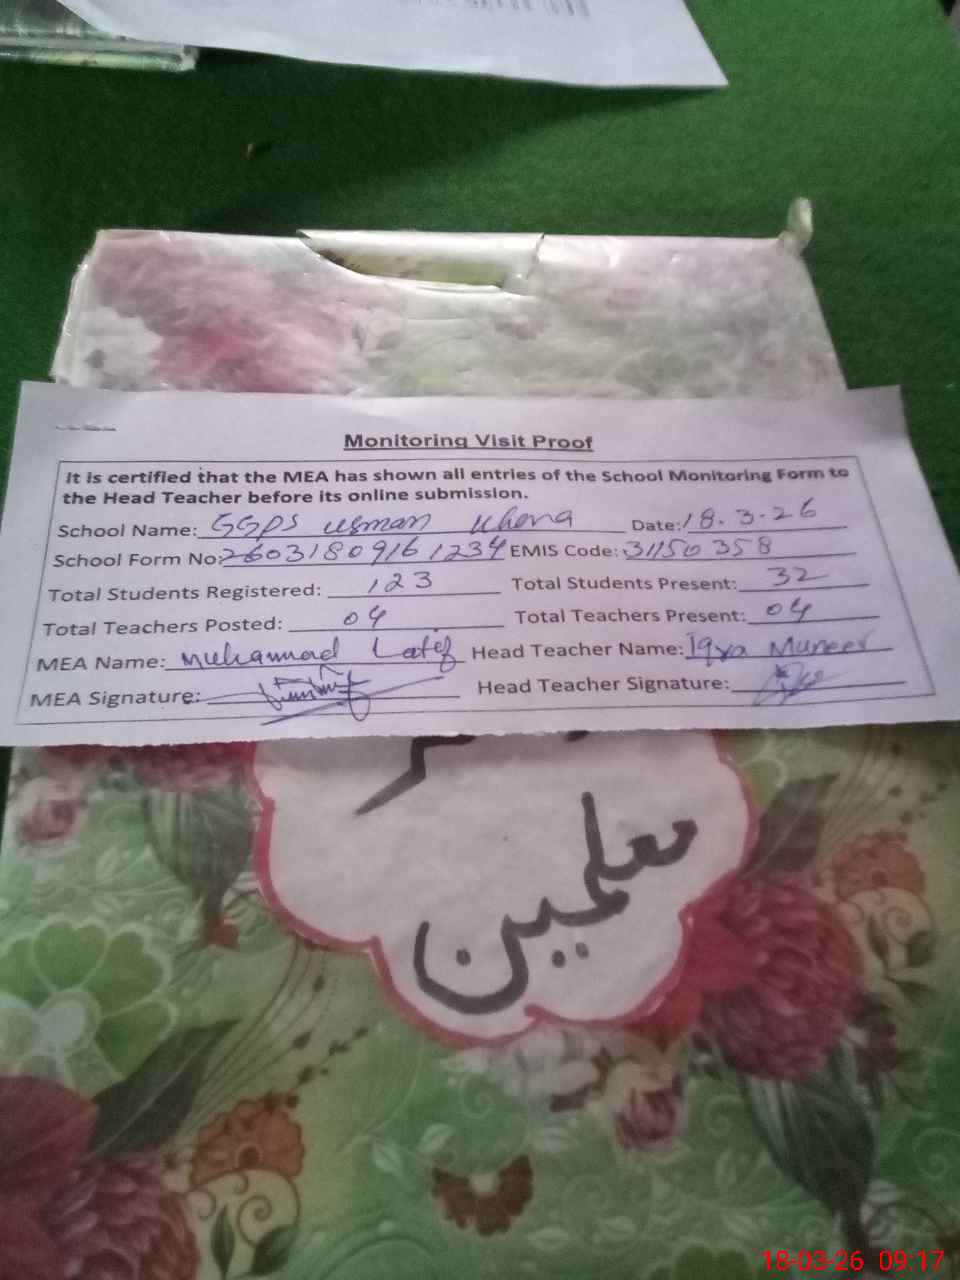 Monitoring Visit Proof
It is certified that the MEA has shown all entries of the School Monitoring Form to
the Head Teacher before its online submission.
School Name: GGPS Usman Date: 18.3.26
School Form No: 2603180916 1234 EMIS Code: 31150358
Total Students Registered: 123 Total Students Present: 32
Total Teachers Posted: 04 Total Teachers Present: 04
MEA Name: Muhammad Latif Head Teacher Name: Iqra Muneer
MEA Signature: Head Teacher Signature:
معلمین
18-03-26 09:17